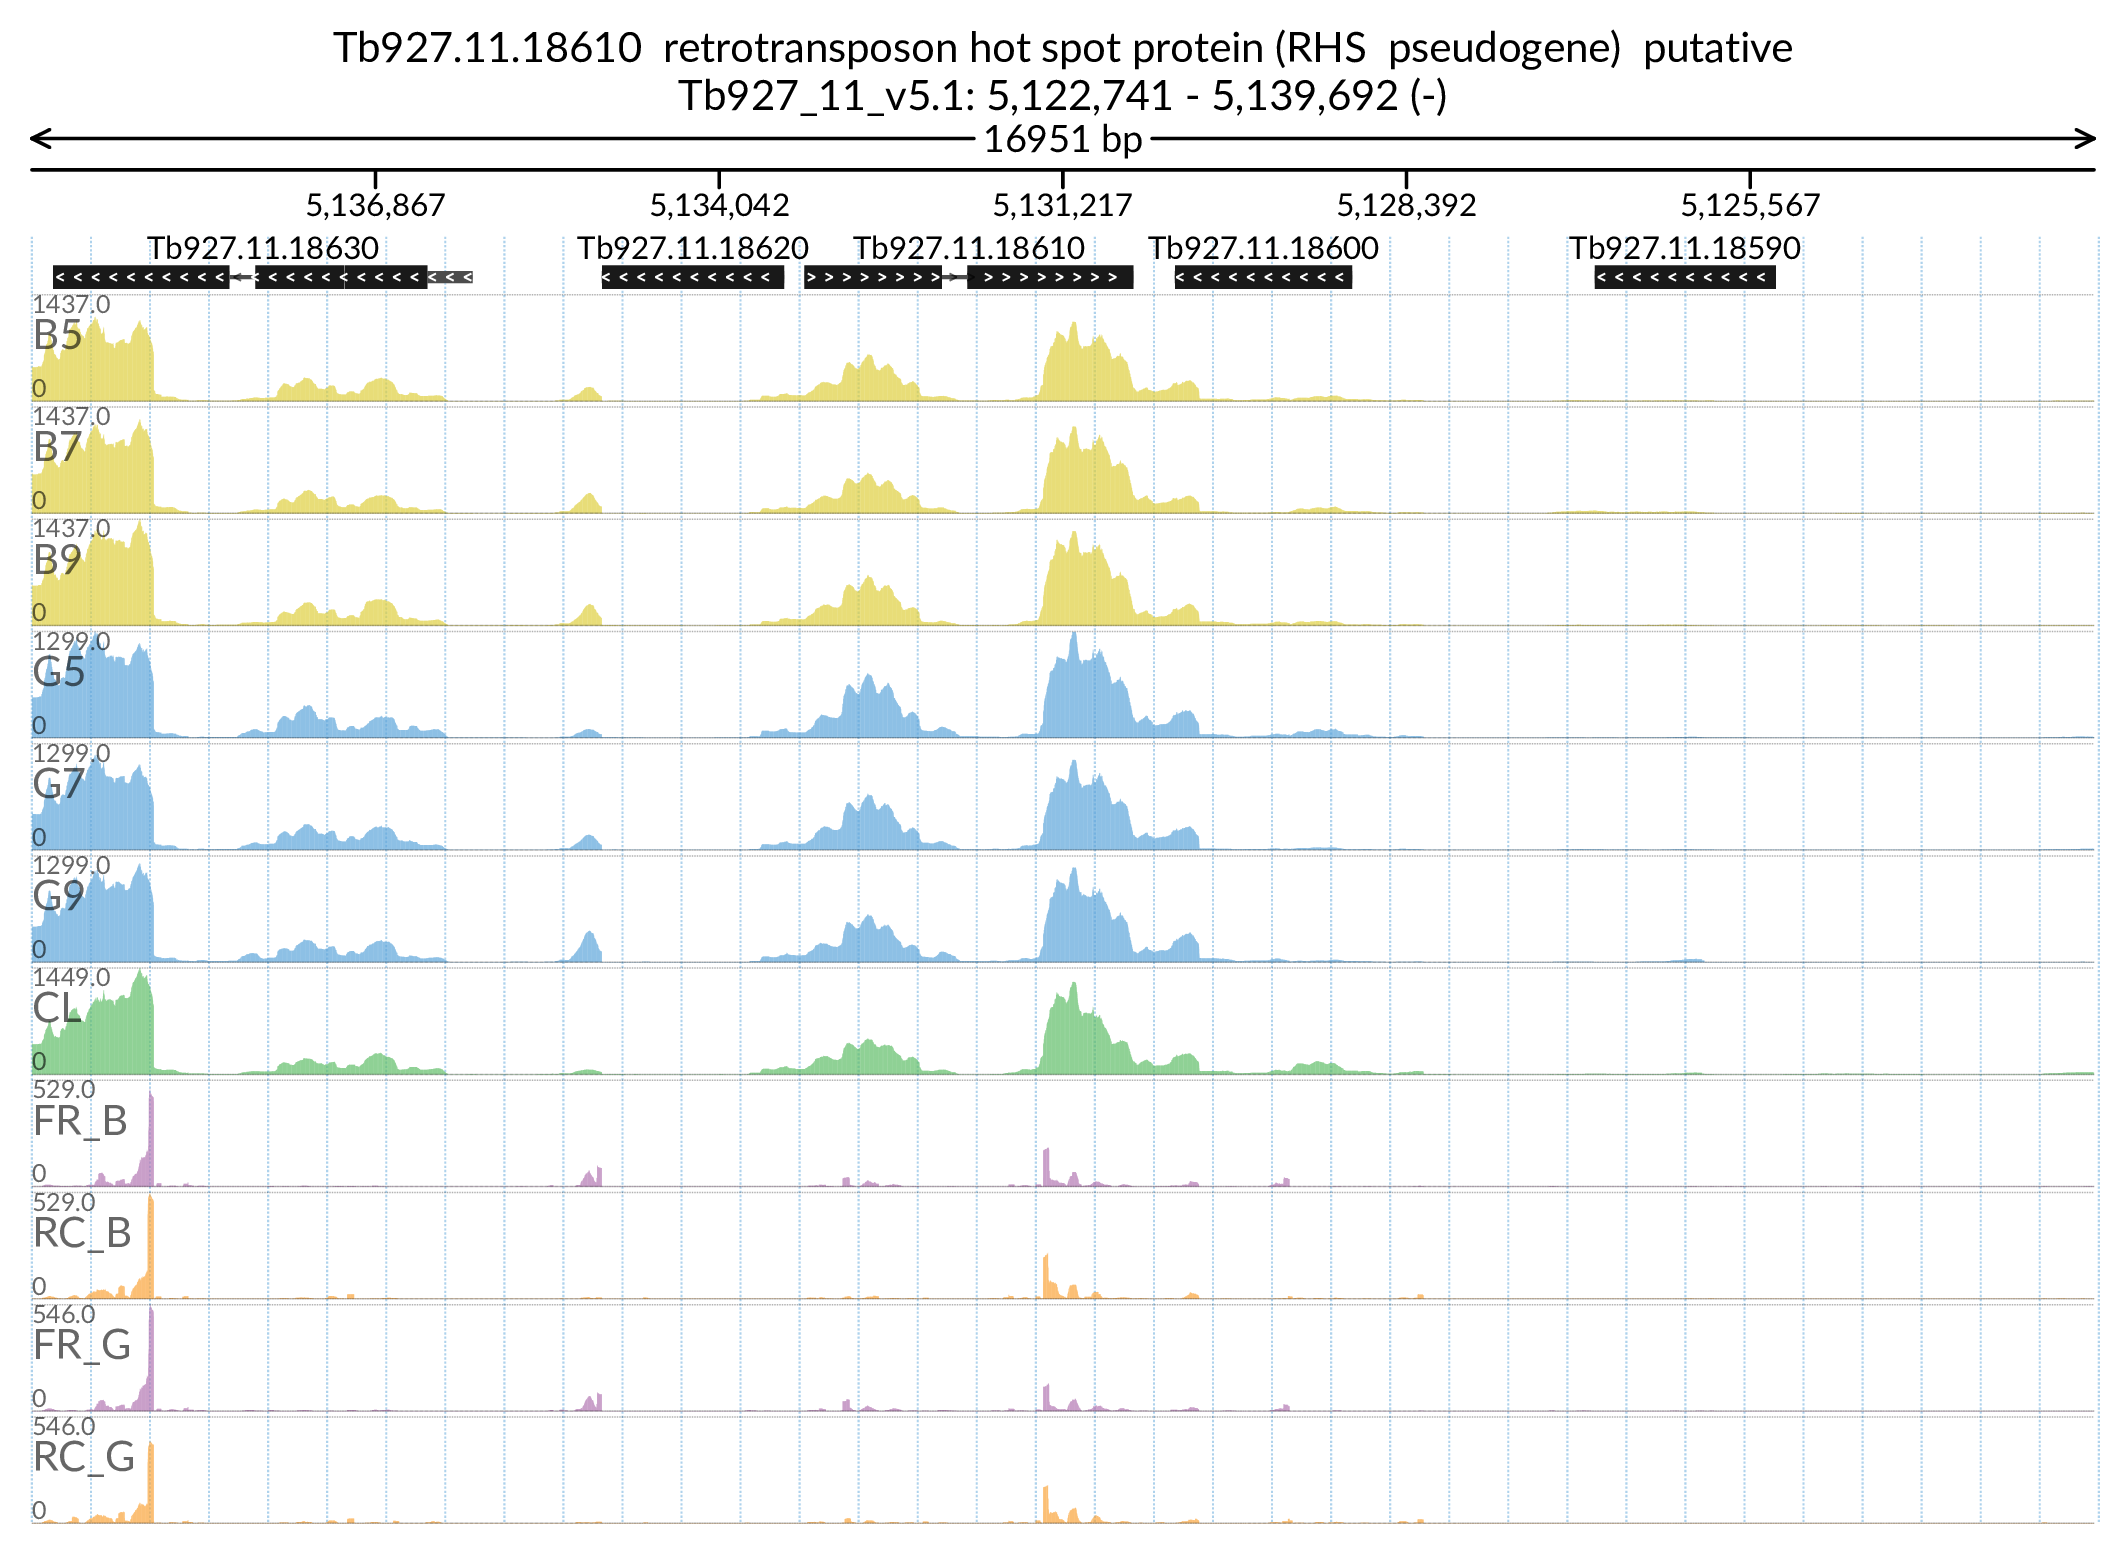 Tb927.11.18610 retrotransposon hot spot protein (RHS pseudogene) putative
Tb927_11_v5.1: 5,122,741 - 5,139,692 (-)
16951 bp
5,136,867 5,134,042 5,131,217 5,128,392 5,125,567
Tb927.11.18630 Tb927.11.18620 Tb927.11.18610 Tb927.11.18600 Tb927.11.18590
1437.0
B5
0
1437.0
B7
0
1437.0
B9
0
1299.0
G5
0
1299.0
G7
0
1299.0
G9
0
1449.0
CL
0
529.0
FR_B
0
529.0
RC_B
0
546.0
FR_G
0
546.0
RC_G
0